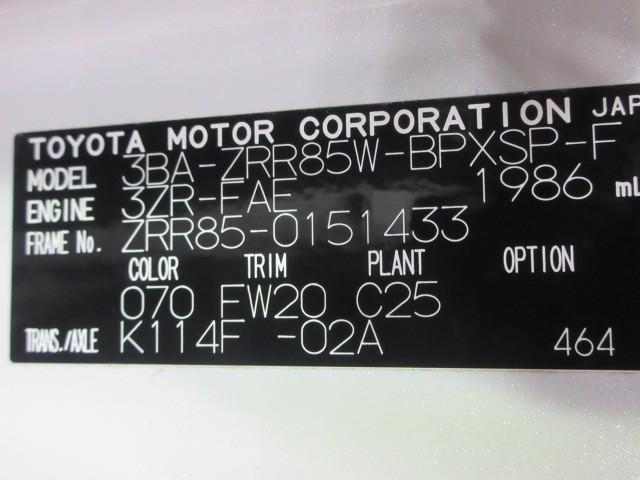 TOYOTA MOTOR CORPORATION JAP
MODEL 3BA-ZRR85W-BPXSP-F
ENGINE 3ZR-FAE 1986 mL
FRAME No. ZRR85-0151433
COLOR TRIM PLANT OPTION
070 FW20 C25
TRANS./AXLE K114F -02A 464